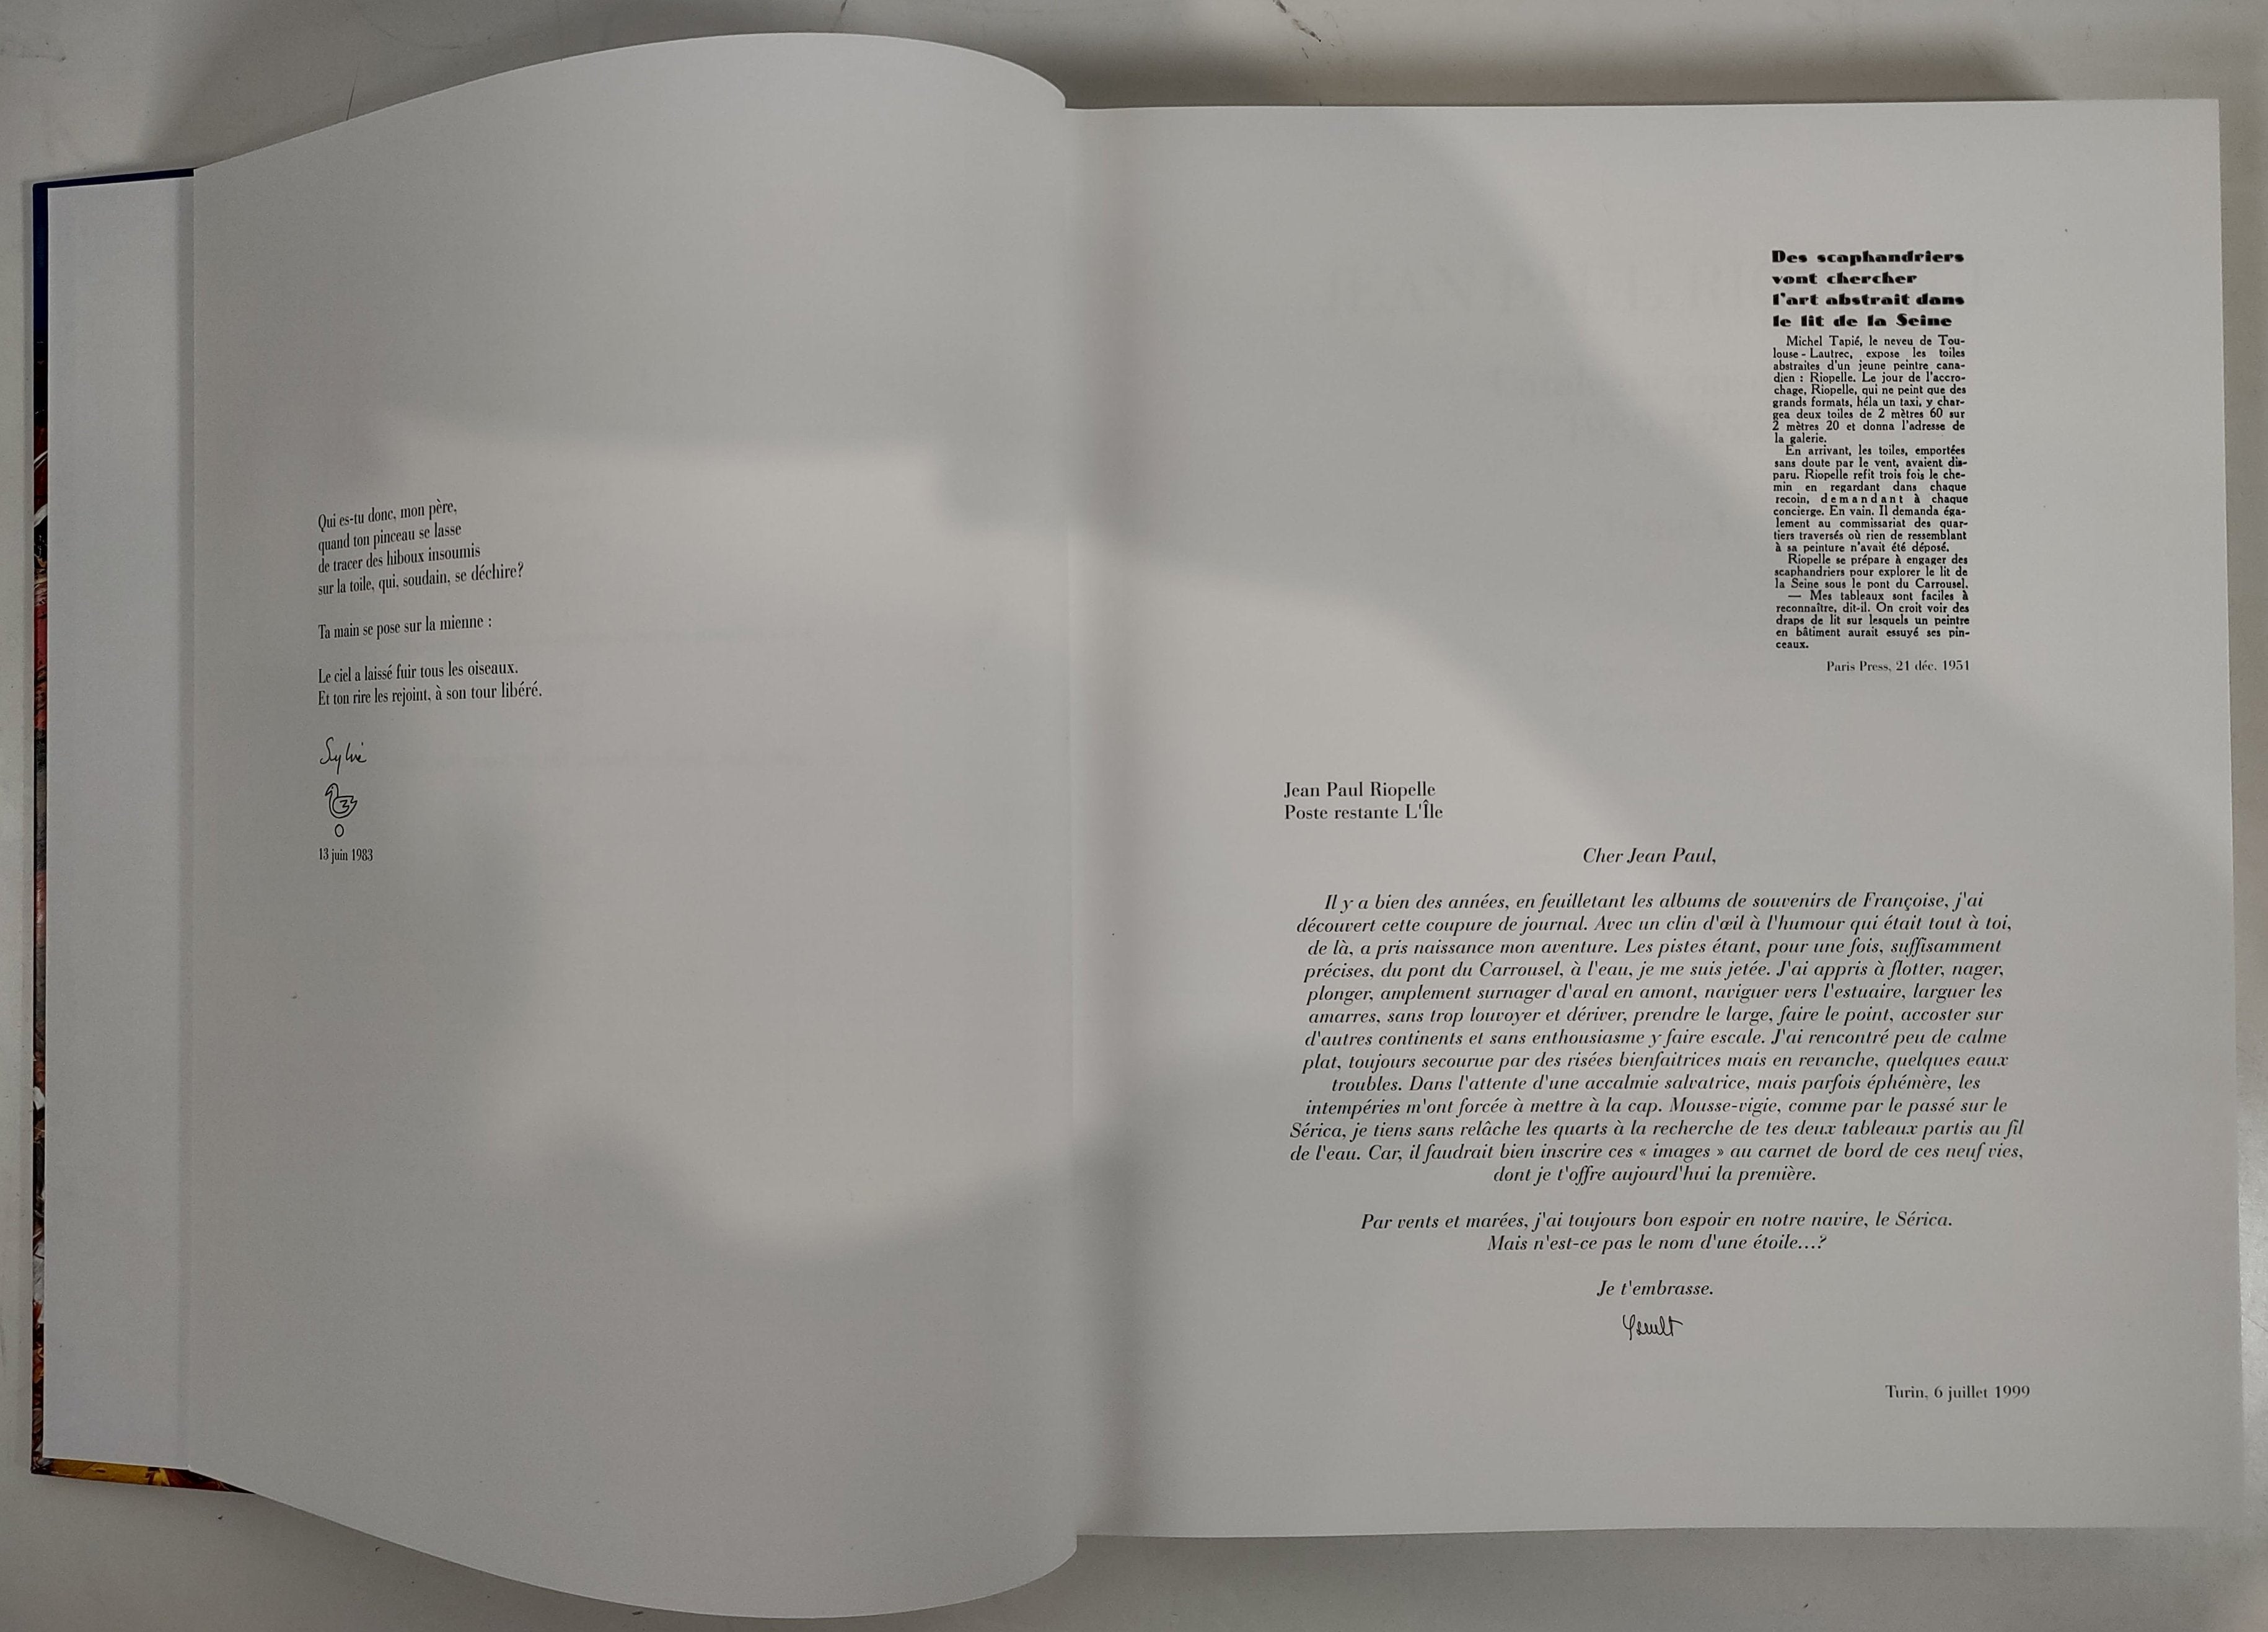 Qui es-tu donc, mon père,
quand ton pinceau se lasse
de tracer des hiboux insoumis
sur la toile, qui, soudain, se déchire?
Ta main se pose sur la mienne :
Le ciel a laissé fuir tous les oiseaux.
Et ton rire les rejoint, à son tour libéré.
Sylvie
13 juin 1983
Des scaphandriers
vont chercher
l'art abstrait dans
le lit de la Seine
Michel Tapié, le neveu de Tou-
louse-Lautrec, expose les toiles
abstraites d'un jeune peintre cana-
dien : Riopelle. Le jour de l'accro-
chage, Riopelle, qui ne peint que des
grands formats, héla un taxi, y char-
gea deux toiles de 2 mètres 60 sur
2 mètres 20 et donna l'adresse de
la galerie.
En arrivant, les toiles, emportées
sans doute par le vent, avaient dis-
paru. Riopelle refit trois fois le che-
min en regardant dans chaque
recoin, demandant à chaque
concierge. En vain. Il demanda éga-
lement au commissariat des quar-
tiers traversés où rien de ressemblant
à sa peinture n'avait été déposé.
Riopelle se prépare à engager des
scaphandriers pour explorer le lit de
la Seine sous le pont du Carrousel.
— Mes tableaux sont faciles à
reconnaître, dit-il. On croit voir des
draps de lit sur lesquels un peintre
en bâtiment aurait essuyé ses pin-
ceaux.
Paris Press, 21 déc. 1951
Jean Paul Riopelle
Poste restante L'Île
Cher Jean Paul,
Il y a bien des années, en feuilletant les albums de souvenirs de Françoise, j'ai
découvert cette coupure de journal. Avec un clin d'œil à l'humour qui était tout à toi,
de là, a pris naissance mon aventure. Les pistes étant, pour une fois, suffisamment
précises, du pont du Carrousel, à l'eau, je me suis jetée. J'ai appris à flotter, nager,
plonger, amplement surnager d'aval en amont, naviguer vers l'estuaire, larguer les
amarres, sans trop louvoyer et dériver, prendre le large, faire le point, accoster sur
d'autres continents et sans enthousiasme y faire escale. J'ai rencontré peu de calme
plat, toujours secourue par des risées bienfaitrices mais en revanche, quelques eaux
troubles. Dans l'attente d'une accalmie salvatrice, mais parfois éphémère, les
intempéries m'ont forcée à mettre à la cap. Mousse-vigie, comme par le passé sur le
Sérica, je tiens sans relâche les quarts à la recherche de tes deux tableaux partis au fil
de l'eau. Car, il faudrait bien inscrire ces « images » au carnet de bord de ces neuf vies,
dont je t'offre aujourd'hui la première.
Par vents et marées, j'ai toujours bon espoir en notre navire, le Sérica.
Mais n'est-ce pas le nom d'une étoile...?
Je t'embrasse.
Yseult
Turin, 6 juillet 1999